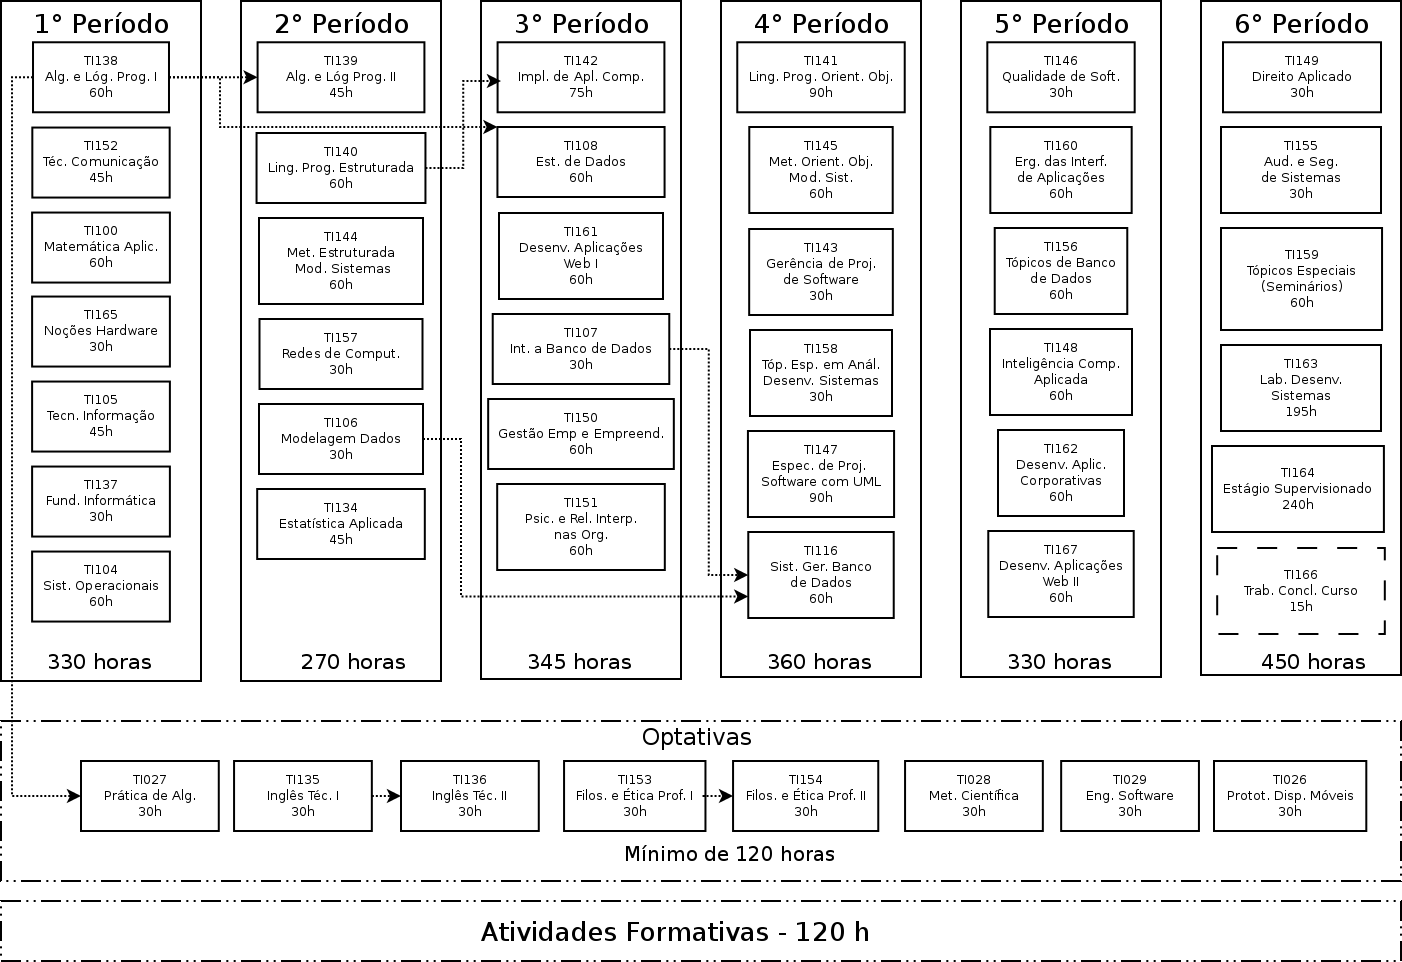 1° Período
TI138
Alg. e Lóg. Prog. I
60h
TI152
Téc. Comunicação
45h
TI100
Matemática Aplic.
60h
TI165
Noções Hardware
30h
TI105
Tecn. Informação
45h
TI137
Fund. Informática
30h
TI104
Sist. Operacionais
60h
330 horas
2° Período
TI139
Alg. e Lóg Prog. II
45h
TI140
Ling. Prog. Estruturada
60h
TI144
Met. Estruturada
Mod. Sistemas
60h
TI157
Redes de Comput.
30h
TI106
Modelagem Dados
30h
TI134
Estatística Aplicada
45h
270 horas
3° Período
TI142
Impl. de Apl. Comp.
75h
TI108
Est. de Dados
60h
TI161
Desenv. Aplicações
Web I
60h
TI107
Int. a Banco de Dados
30h
TI150
Gestão Emp e Empreend.
60h
TI151
Psic. e Rel. Interp.
nas Org.
60h
345 horas
4° Período
TI141
Ling. Prog. Orient. Obj.
90h
TI145
Met. Orient. Obj.
Mod. Sist.
60h
TI143
Gerência de Proj.
de Software
30h
TI158
Tóp. Esp. em Anál.
Desenv. Sistemas
30h
TI147
Espec. de Proj.
Software com UML
90h
TI116
Sist. Ger. Banco
de Dados
60h
360 horas
5° Período
TI146
Qualidade de Soft.
30h
TI160
Erg. das Interf.
de Aplicações
60h
TI156
Tópicos de Banco
de Dados
60h
TI148
Inteligência Comp.
Aplicada
60h
TI162
Desenv. Aplic.
Corporativas
60h
TI167
Desenv. Aplicações
Web II
60h
330 horas
6° Período
TI149
Direito Aplicado
30h
TI155
Aud. e Seg.
de Sistemas
30h
TI159
Tópicos Especiais
(Seminários)
60h
TI163
Lab. Desenv.
Sistemas
195h
TI164
Estágio Supervisionado
240h
TI166
Trab. Concl. Curso
15h
450 horas
Optativas
TI027
Prática de Alg.
30h
TI135
Inglês Téc. I
30h
TI136
Inglês Téc. II
30h
TI153
Filos. e Ética Prof. I
30h
TI154
Filos. e Ética Prof. II
30h
TI028
Met. Científica
30h
TI029
Eng. Software
30h
TI026
Protot. Disp. Móveis
30h
Mínimo de 120 horas
Atividades Formativas - 120 h